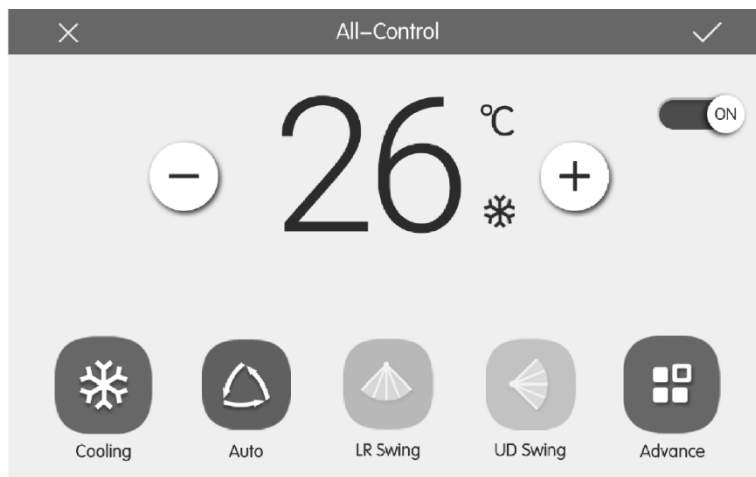 All-Control
26 °C
ON
Cooling
Auto
LR Swing
UD Swing
Advance